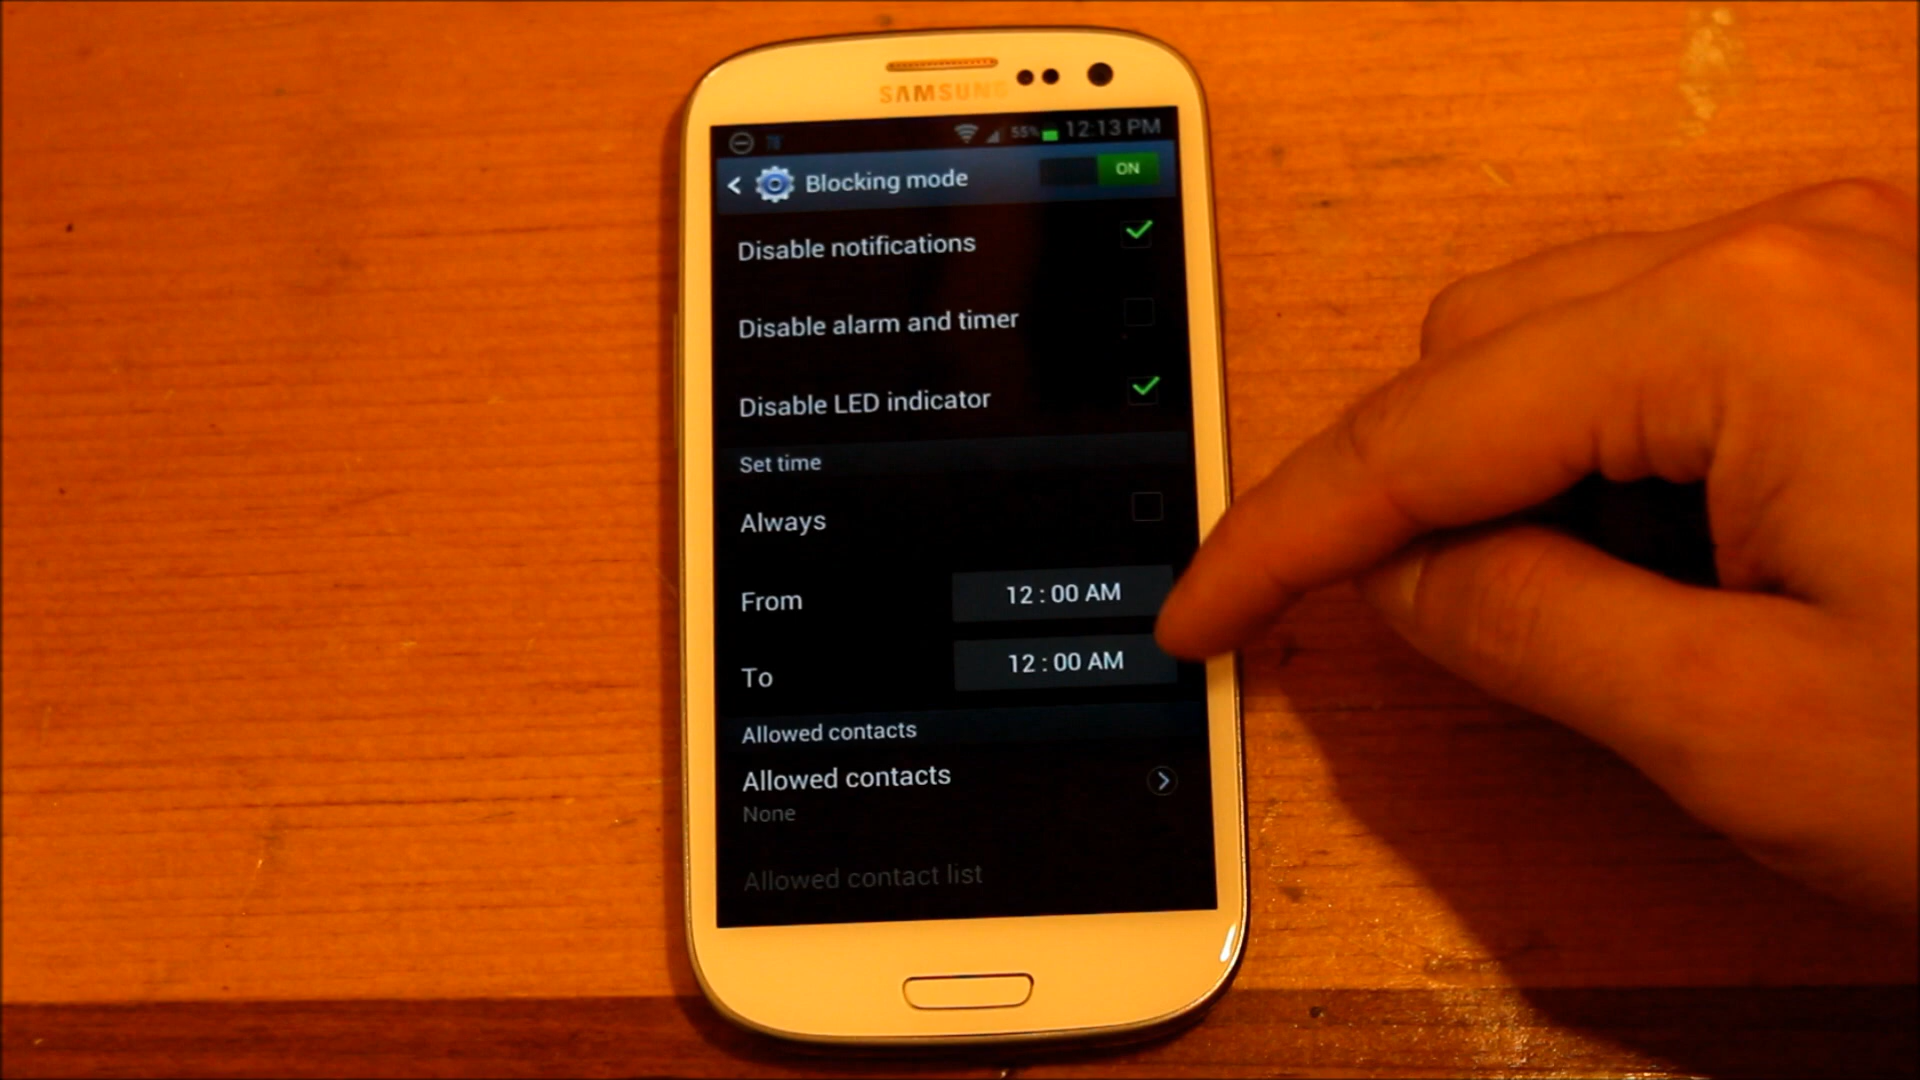 SAMSUNG
55% 12:13 PM
Blocking mode ON
Disable notifications
Disable alarm and timer
Disable LED indicator
Set time
Always
From 12 : 00 AM
To 12 : 00 AM
Allowed contacts
Allowed contacts
None
Allowed contact list